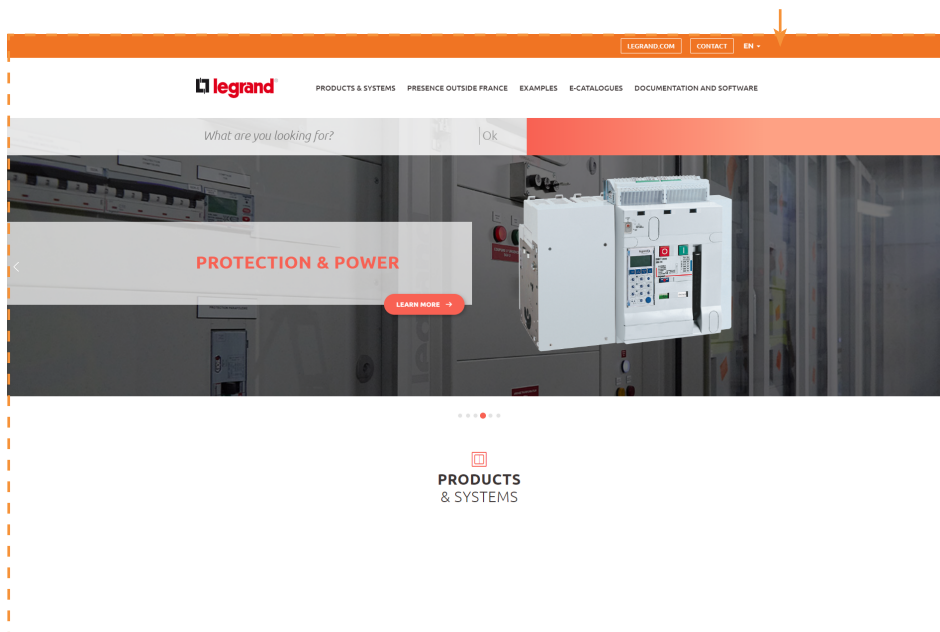 LEGRAND.COM CONTACT EN
legrand
PRODUCTS & SYSTEMS PRESENCE OUTSIDE FRANCE EXAMPLES E-CATALOGUES DOCUMENTATION AND SOFTWARE
What are you looking for? Ok
PROTECTION & POWER
LEARN MORE →
PRODUCTS
& SYSTEMS